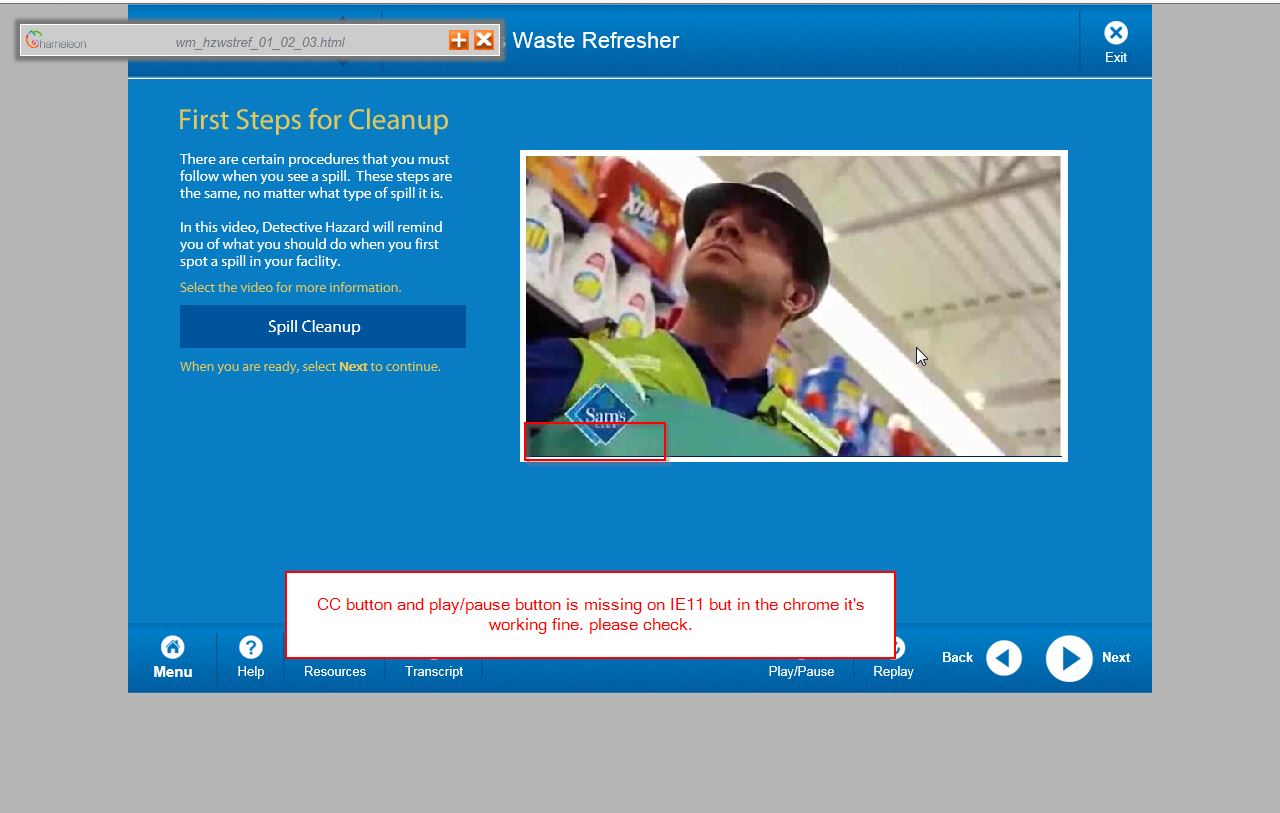 Chameleon
wm_hzwstref_01_02_03.html
Waste Refresher
Exit
First Steps for Cleanup
There are certain procedures that you must
follow when you see a spill.  These steps are
the same, no matter what type of spill it is.
In this video, Detective Hazard will remind
you of what you should do when you first
spot a spill in your facility.
Select the video for more information.
Spill Cleanup
When you are ready, select Next to continue.
XTRA
Sam's
CLUB
CC button and play/pause button is missing on IE11 but in the chrome it's
working fine. please check.
Menu
Help
Resources
Transcript
Play/Pause
Replay
Back
Next